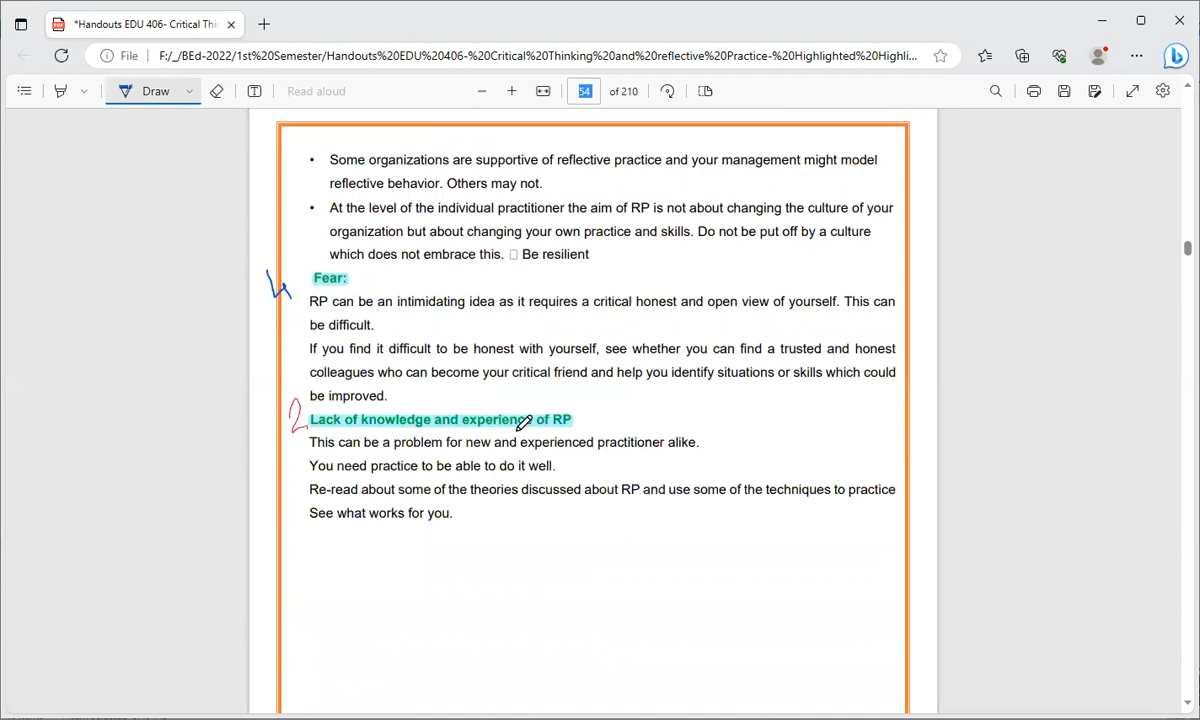 *Handouts EDU 406- Critical Thi
File
F:/_/BEd-2022/1st%20Semester/Handouts%20EDU%20406-%20Critical%20Thinking%20and%20reflective%20Practice-%20Highlighted%20Highli...
Draw
Read aloud
54 of 210
• Some organizations are supportive of reflective practice and your management might model
reflective behavior. Others may not.
• At the level of the individual practitioner the aim of RP is not about changing the culture of your
organization but about changing your own practice and skills. Do not be put off by a culture
which does not embrace this. □ Be resilient
4 Fear:
RP can be an intimidating idea as it requires a critical honest and open view of yourself. This can
be difficult.
If you find it difficult to be honest with yourself, see whether you can find a trusted and honest
colleagues who can become your critical friend and help you identify situations or skills which could
be improved.
2 Lack of knowledge and experience of RP
This can be a problem for new and experienced practitioner alike.
You need practice to be able to do it well.
Re-read about some of the theories discussed about RP and use some of the techniques to practice
See what works for you.